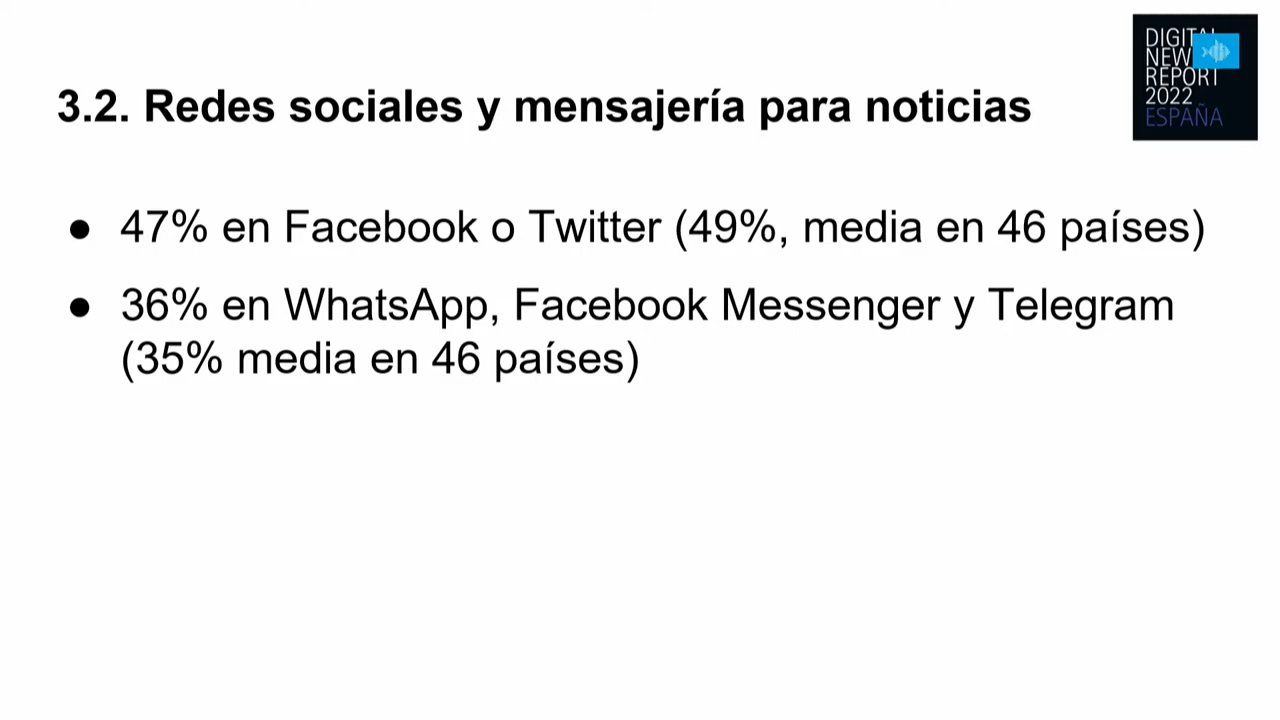 3.2. Redes sociales y mensajería para noticias
DIGITAL
NEWS
REPORT
2022
ESPAÑA
● 47% en Facebook o Twitter (49%, media en 46 países)
● 36% en WhatsApp, Facebook Messenger y Telegram
(35% media en 46 países)